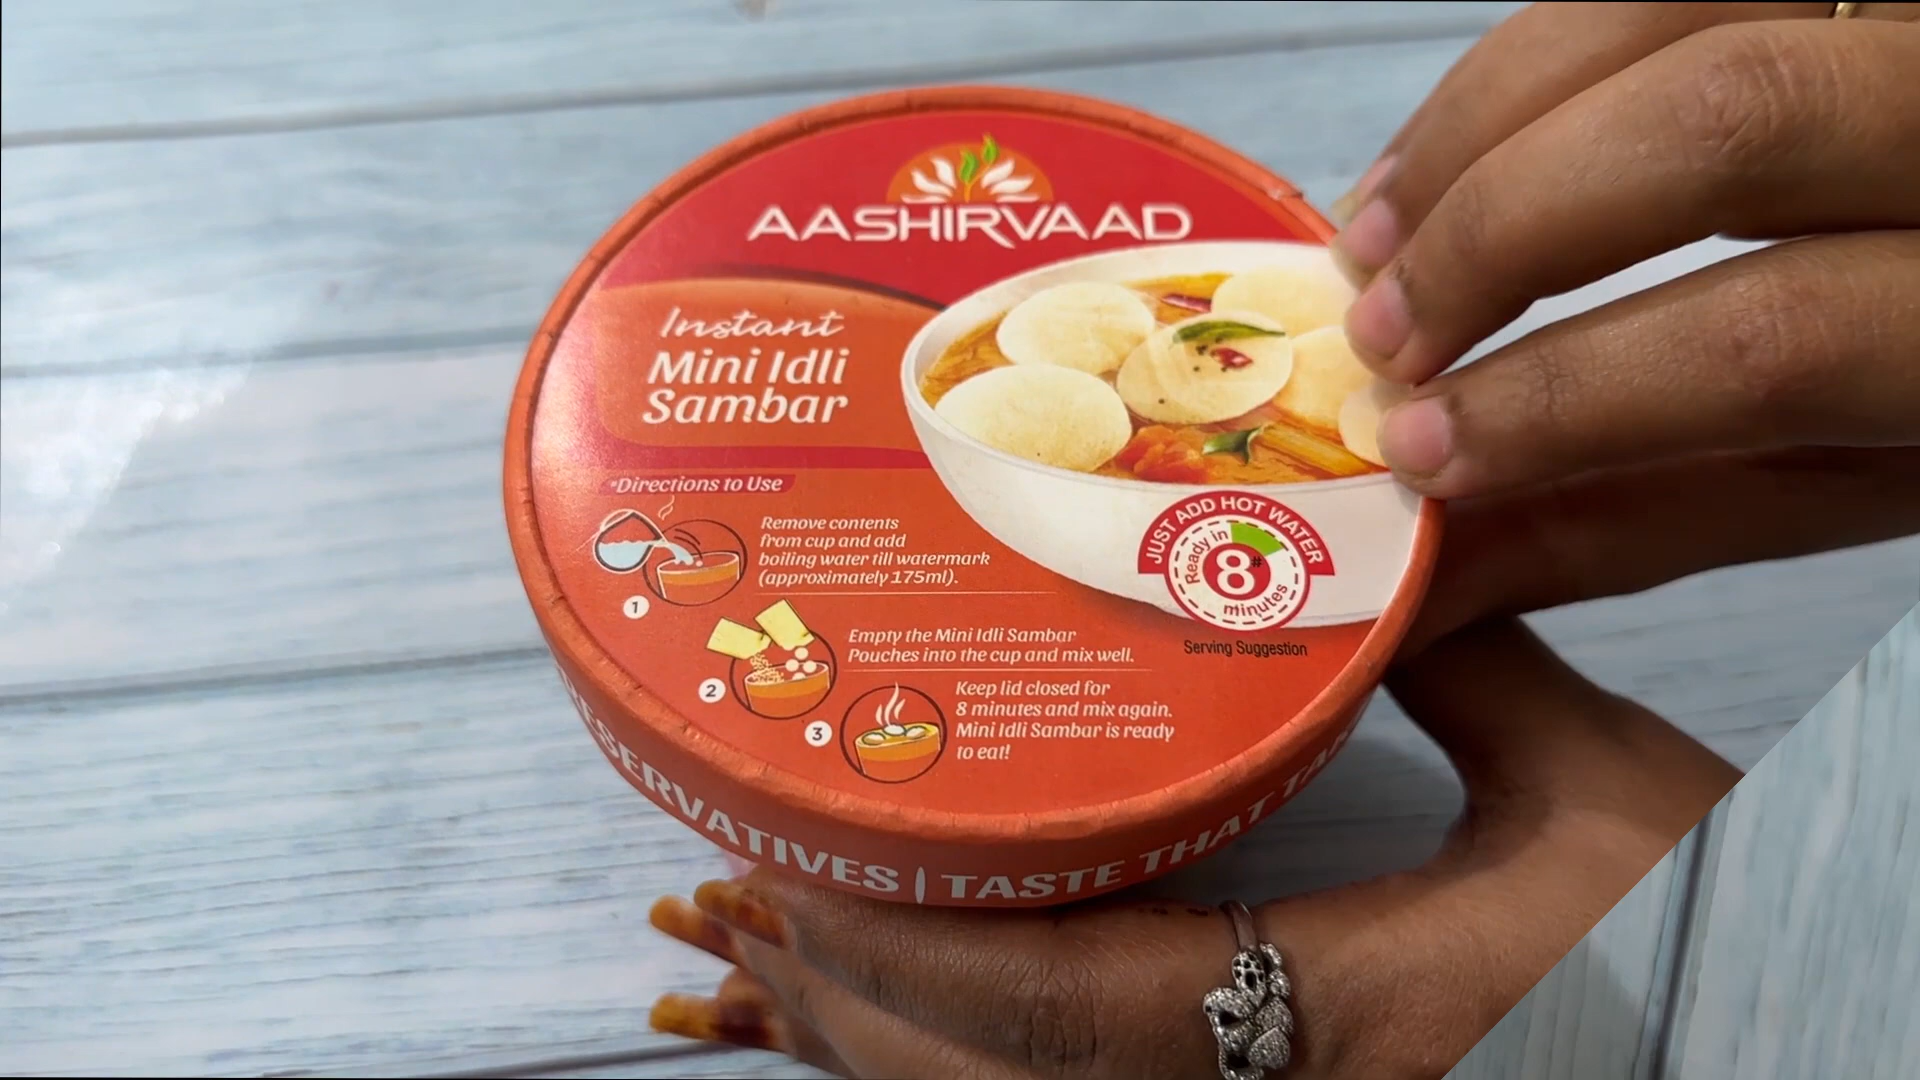 AASHIRVAAD
Instant
Mini Idli
Sambar
#Directions to Use
Remove contents
from cup and add
boiling water till watermark
(approximately 175ml).
1
JUST ADD HOT WATER
Ready in
8#
minutes
Serving Suggestion
Empty the Mini Idli Sambar
Pouches into the cup and mix well.
2
Keep lid closed for
8 minutes and mix again.
Mini Idli Sambar is ready
to eat!
3
RESERVATIVES | TASTE THAT TA